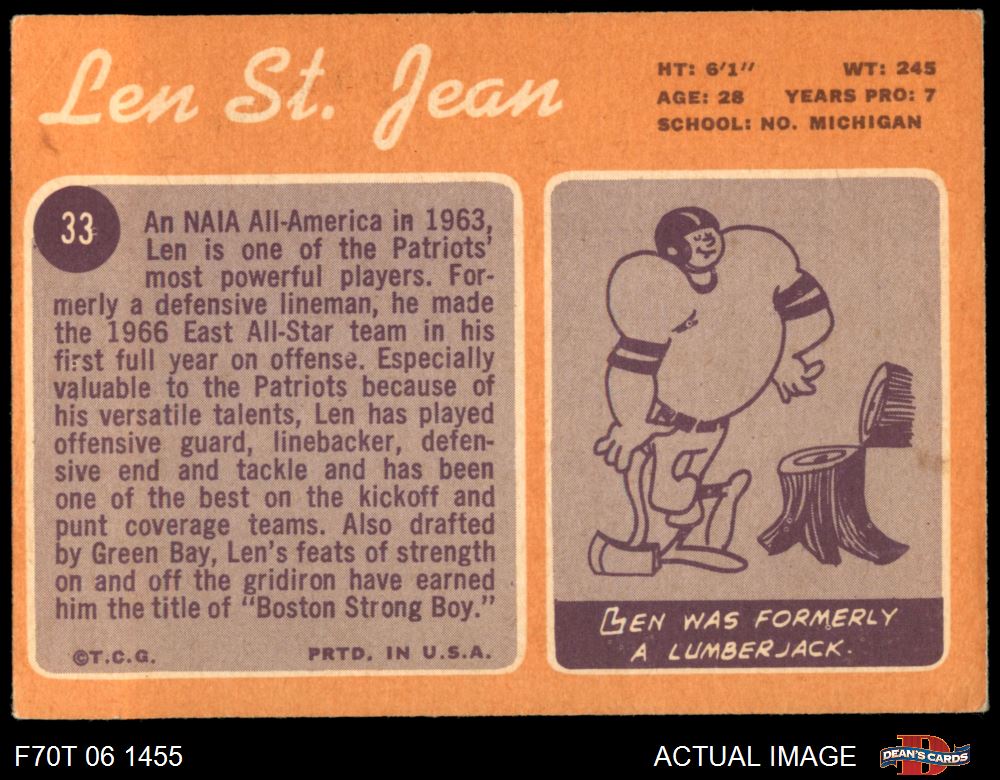 Len St. Jean
HT: 6'1" WT: 245
AGE: 28 YEARS PRO: 7
SCHOOL: NO. MICHIGAN
33
An NAIA All-America in 1963,
Len is one of the Patriots'
most powerful players. For-
merly a defensive lineman, he made
the 1966 East All-Star team in his
first full year on offense. Especially
valuable to the Patriots because of
his versatile talents, Len has played
offensive guard, linebacker, defen-
sive end and tackle and has been
one of the best on the kickoff and
punt coverage teams. Also drafted
by Green Bay, Len's feats of strength
on and off the gridiron have earned
him the title of "Boston Strong Boy."
©T.C.G. PRTD. IN U.S.A.
LEN WAS FORMERLY
A LUMBERJACK.
F70T 06 1455
ACTUAL IMAGE
D
DEAN'S CARDS